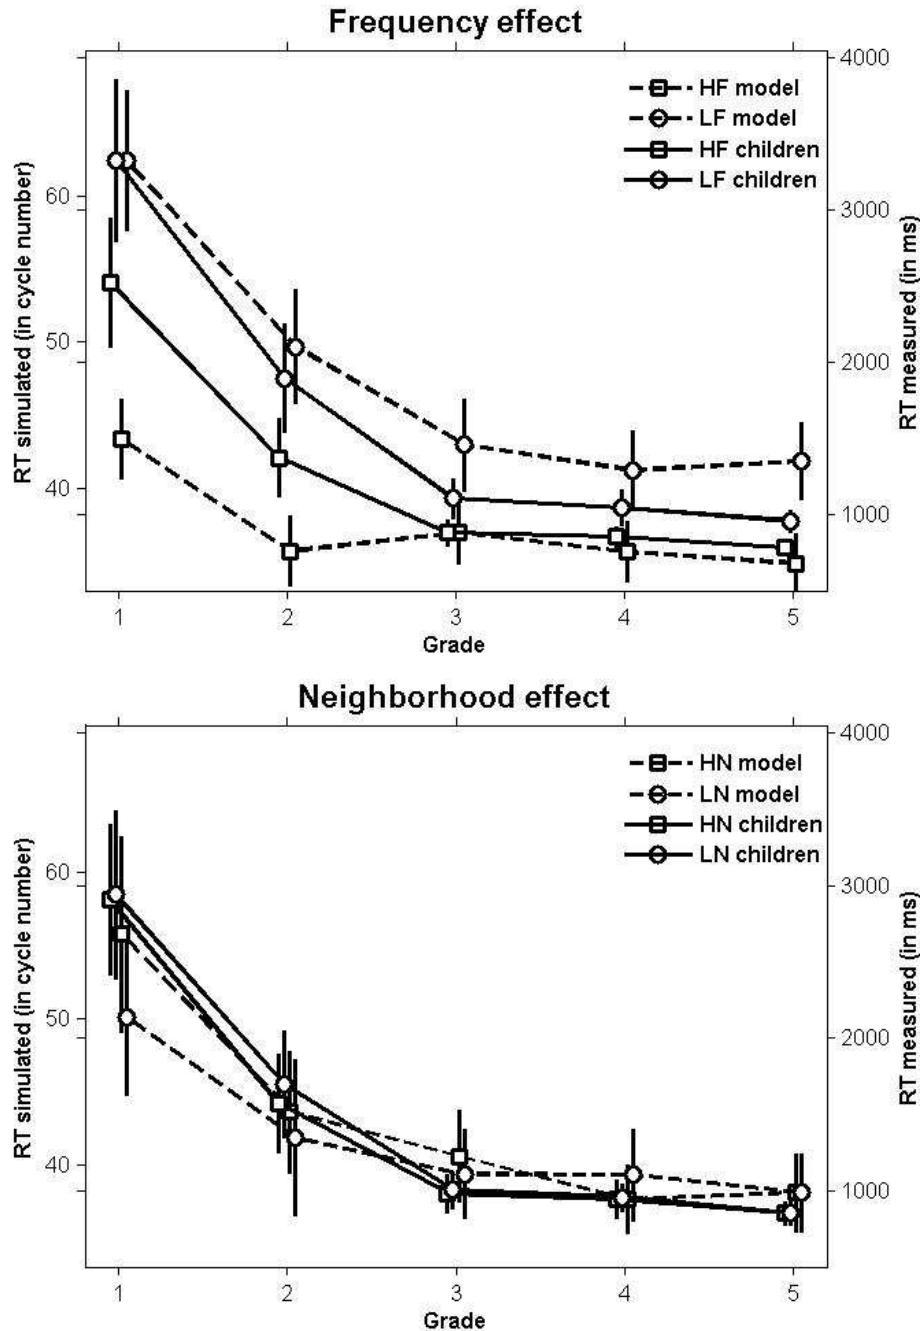 Frequency effect
4000
HF model
LF model
HF children
LF children
60
3000
50
2000
40
1000
RT simulated (in cycle number)
RT measured (in ms)
1 2 3 4 5
Grade
Neighborhood effect
4000
HN model
LN model
HN children
LN children
60
3000
50
2000
40
1000
RT simulated (in cycle number)
RT measured (in ms)
1 2 3 4 5
Grade